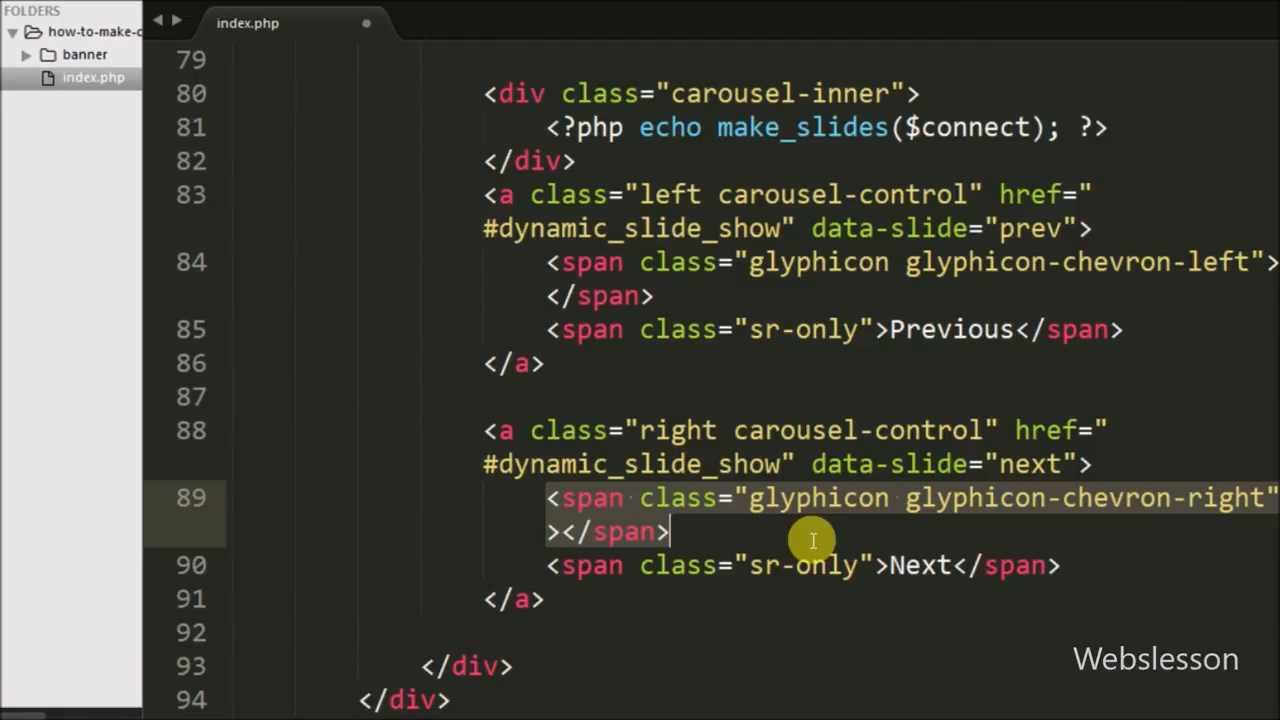 FOLDERS
how-to-make-c
banner
index.php
index.php
79
80 <div class="carousel-inner">
81 <?php echo make_slides($connect); ?>
82 </div>
83 <a class="left carousel-control" href="
#dynamic_slide_show" data-slide="prev">
84 <span class="glyphicon glyphicon-chevron-left">
</span>
85 <span class="sr-only">Previous</span>
86 </a>
87
88 <a class="right carousel-control" href="
#dynamic_slide_show" data-slide="next">
89 <span class="glyphicon glyphicon-chevron-right"
></span>
90 <span class="sr-only">Next</span>
91 </a>
92
93 </div>
94 </div>
Webslesson